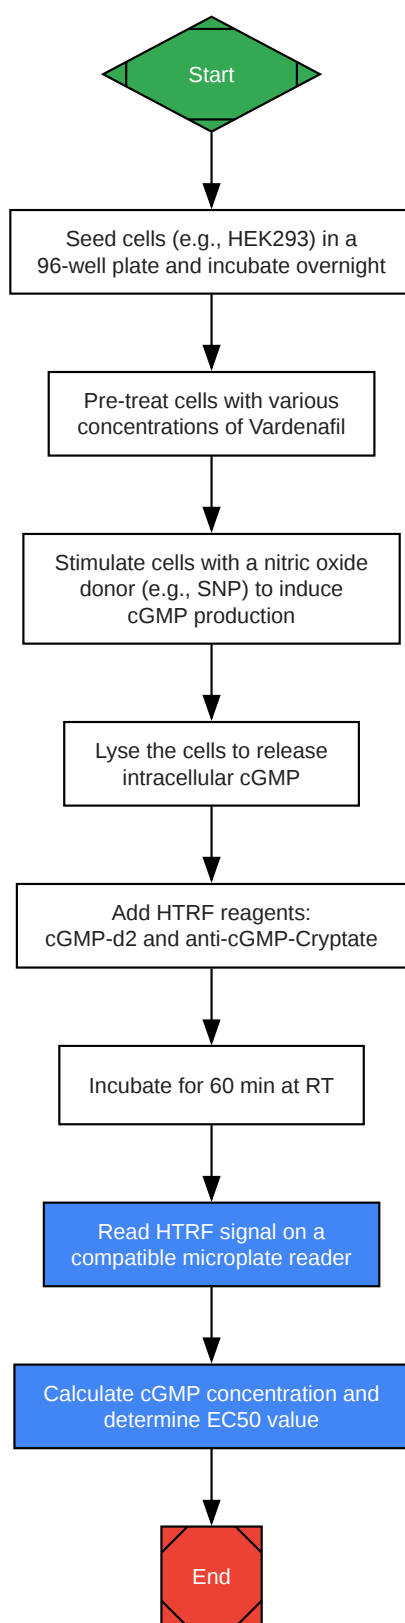 Start
Seed cells (e.g., HEK293) in a
96-well plate and incubate overnight
Pre-treat cells with various
concentrations of Vardenafil
Stimulate cells with a nitric oxide
donor (e.g., SNP) to induce
cGMP production
Lyse the cells to release
intracellular cGMP
Add HTRF reagents:
cGMP-d2 and anti-cGMP-Cryptate
Incubate for 60 min at RT
Read HTRF signal on a
compatible microplate reader
Calculate cGMP concentration and
determine EC50 value
End